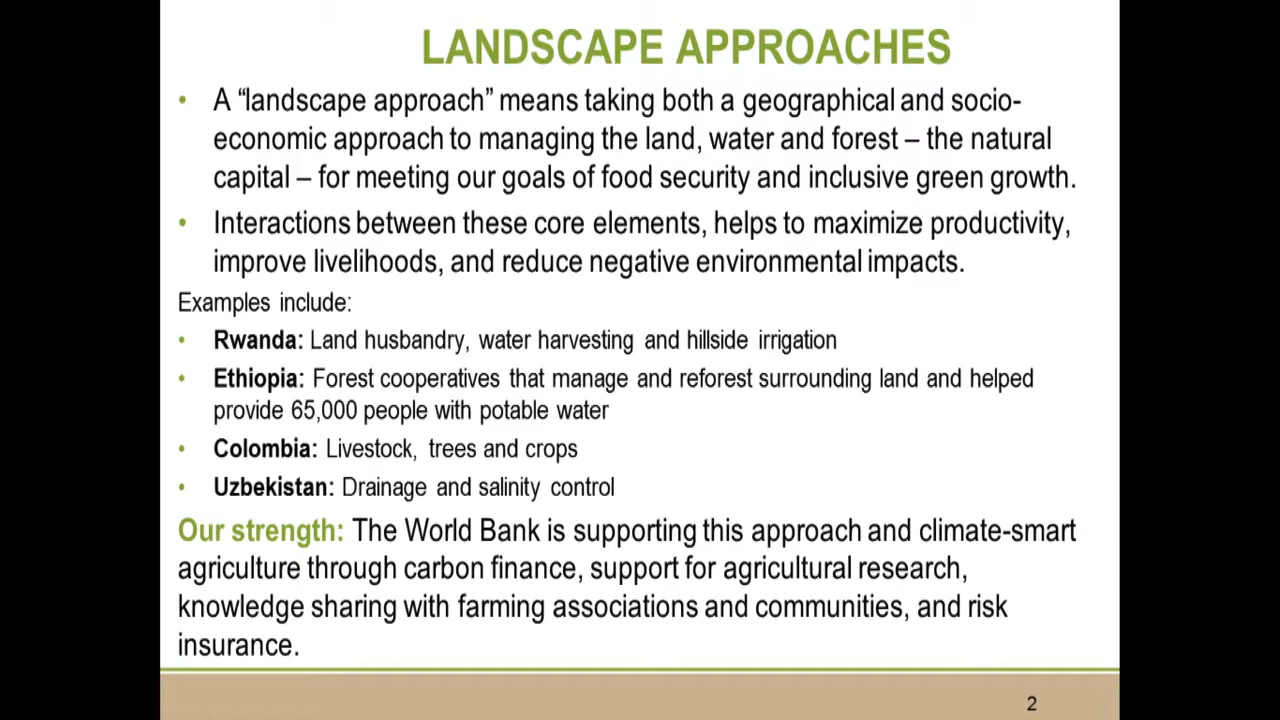 LANDSCAPE APPROACHES
• A “landscape approach” means taking both a geographical and socio-
economic approach to managing the land, water and forest – the natural
capital – for meeting our goals of food security and inclusive green growth.
• Interactions between these core elements, helps to maximize productivity,
improve livelihoods, and reduce negative environmental impacts.
Examples include:
• Rwanda: Land husbandry, water harvesting and hillside irrigation
• Ethiopia: Forest cooperatives that manage and reforest surrounding land and helped
provide 65,000 people with potable water
• Colombia: Livestock, trees and crops
• Uzbekistan: Drainage and salinity control
Our strength: The World Bank is supporting this approach and climate-smart
agriculture through carbon finance, support for agricultural research,
knowledge sharing with farming associations and communities, and risk
insurance.
2